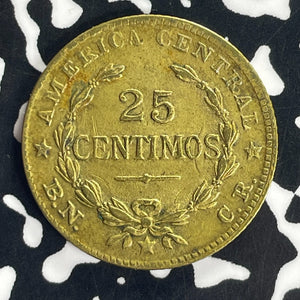 AMERICA CENTRAL
25
CENTIMOS
B.N.
C.R.